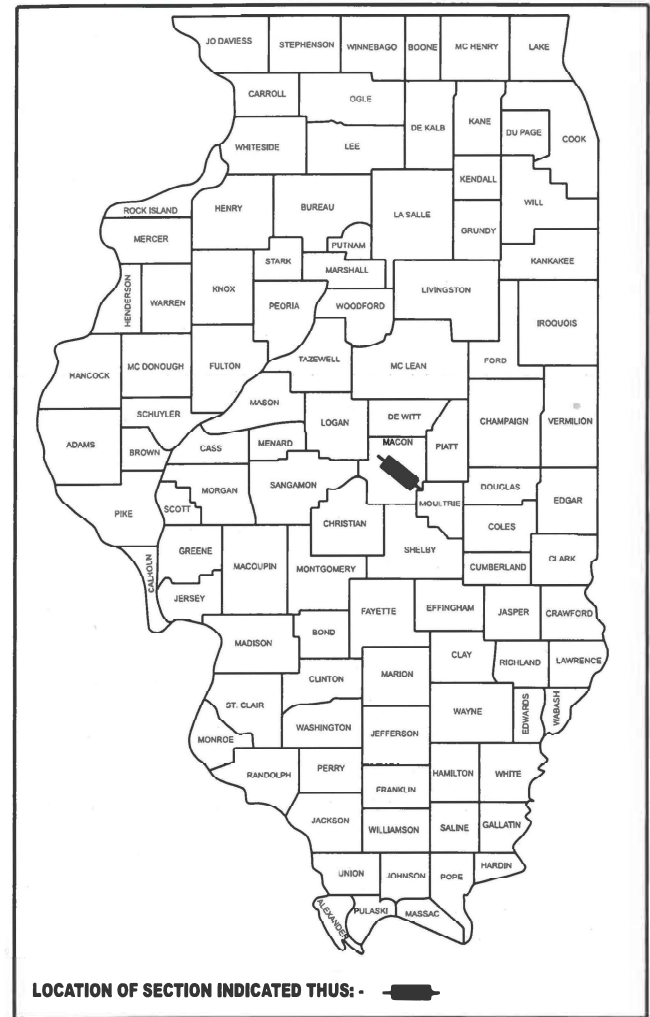 JO DAVIESS
STEPHENSON
WINNEBAGO
BOONE
MC HENRY
LAKE
CARROLL
OGLE
DE KALB
KANE
DU PAGE
COOK
WHITESIDE
LEE
KENDALL
WILL
ROCK ISLAND
HENRY
BUREAU
LA SALLE
GRUNDY
MERCER
PUTNAM
STARK
MARSHALL
KANKAKEE
HENDERSON
WARREN
KNOX
PEORIA
WOODFORD
LIVINGSTON
IROQUOIS
HANCOCK
MC DONOUGH
FULTON
TAZEWELL
MC LEAN
FORD
MASON
SCHUYLER
LOGAN
DE WITT
CHAMPAIGN
VERMILION
ADAMS
BROWN
CASS
MENARD
MACON
PIATT
PIKE
SCOTT
MORGAN
SANGAMON
CHRISTIAN
MOULTRIE
DOUGLAS
EDGAR
COLES
CALHOUN
GREENE
MACOUPIN
MONTGOMERY
SHELBY
CUMBERLAND
CLARK
JERSEY
FAYETTE
EFFINGHAM
JASPER
CRAWFORD
MADISON
BOND
CLAY
RICHLAND
LAWRENCE
CLINTON
MARION
ST. CLAIR
WAYNE
EDWARDS
WABASH
MONROE
WASHINGTON
JEFFERSON
RANDOLPH
PERRY
FRANKLIN
HAMILTON
WHITE
JACKSON
WILLIAMSON
SALINE
GALLATIN
UNION
JOHNSON
POPE
HARDIN
ALEXANDER
PULASKI
MASSAC
LOCATION OF SECTION INDICATED THUS: -